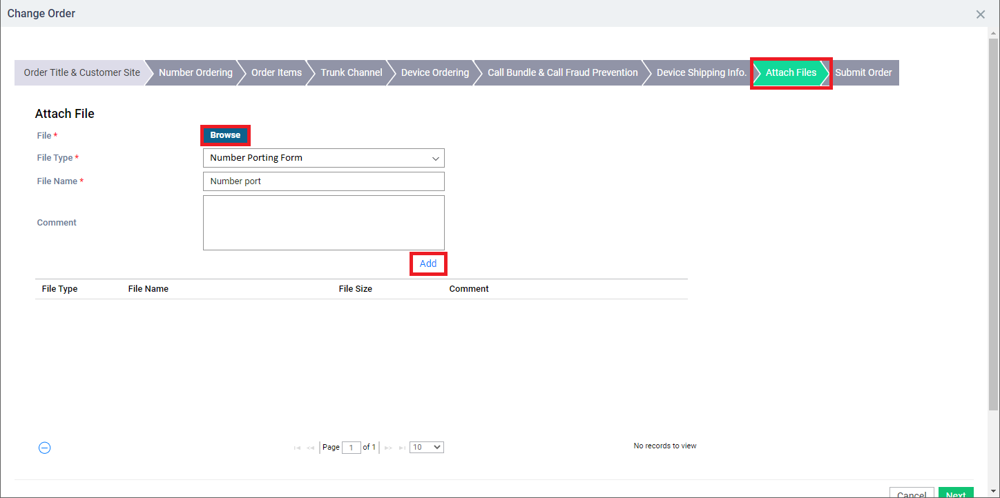 Change Order
Order Title & Customer Site Number Ordering Order Items Trunk Channel Device Ordering Call Bundle & Call Fraud Prevention Device Shipping Info. Attach Files Submit Order
Attach File
File * Browse
File Type * Number Porting Form
File Name * Number port
Comment
Add
File Type File Name File Size Comment
Page 1 of 1 10 No records to view
Cancel Next